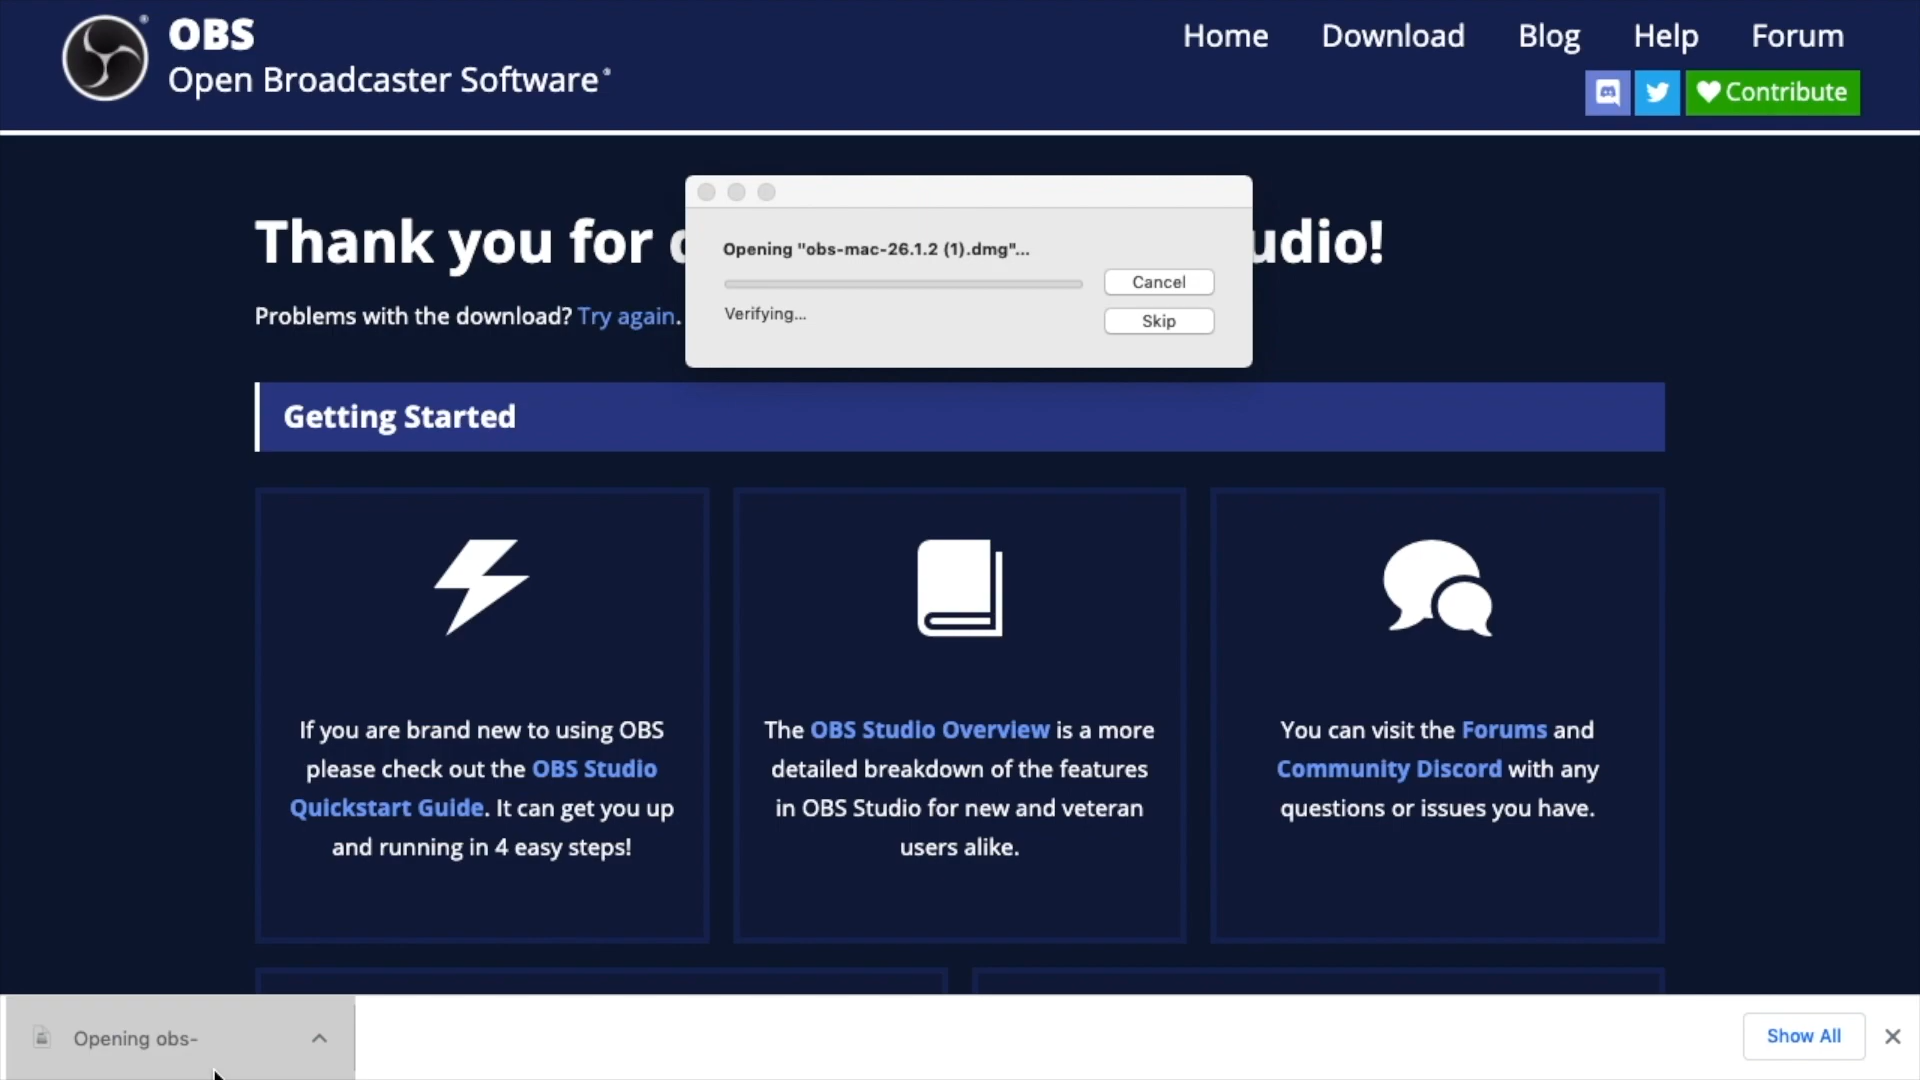 OBS
Open Broadcaster Software
Home Download Blog Help Forum
Contribute
Thank you for
udio!
Opening "obs-mac-26.1.2 (1).dmg"...
Cancel
Verifying...
Skip
Problems with the download? Try again.
Getting Started
If you are brand new to using OBS
please check out the OBS Studio
Quickstart Guide. It can get you up
and running in 4 easy steps!
The OBS Studio Overview is a more
detailed breakdown of the features
in OBS Studio for new and veteran
users alike.
You can visit the Forums and
Community Discord with any
questions or issues you have.
Opening obs-
Show All